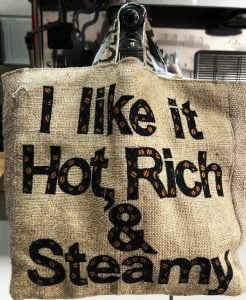 I like it
Hot, Rich
&
Steamy